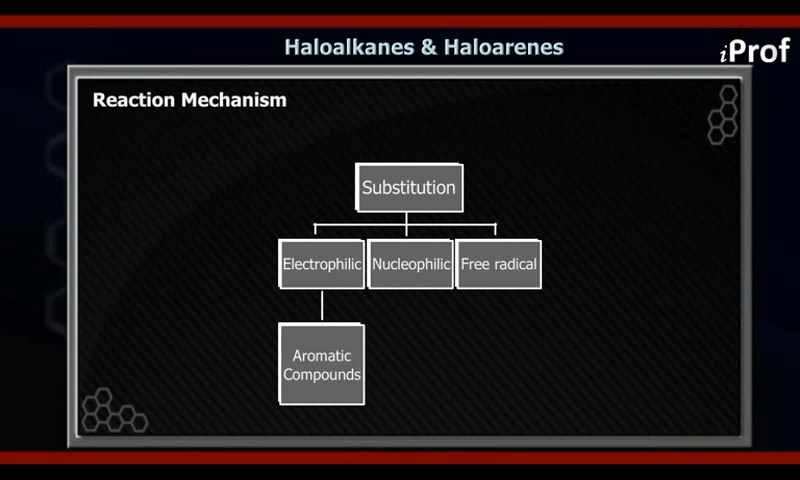 Haloalkanes & Haloarenes
iProf
Reaction Mechanism
Substitution
Electrophilic
Nucleophilic
Free radical
Aromatic
Compounds